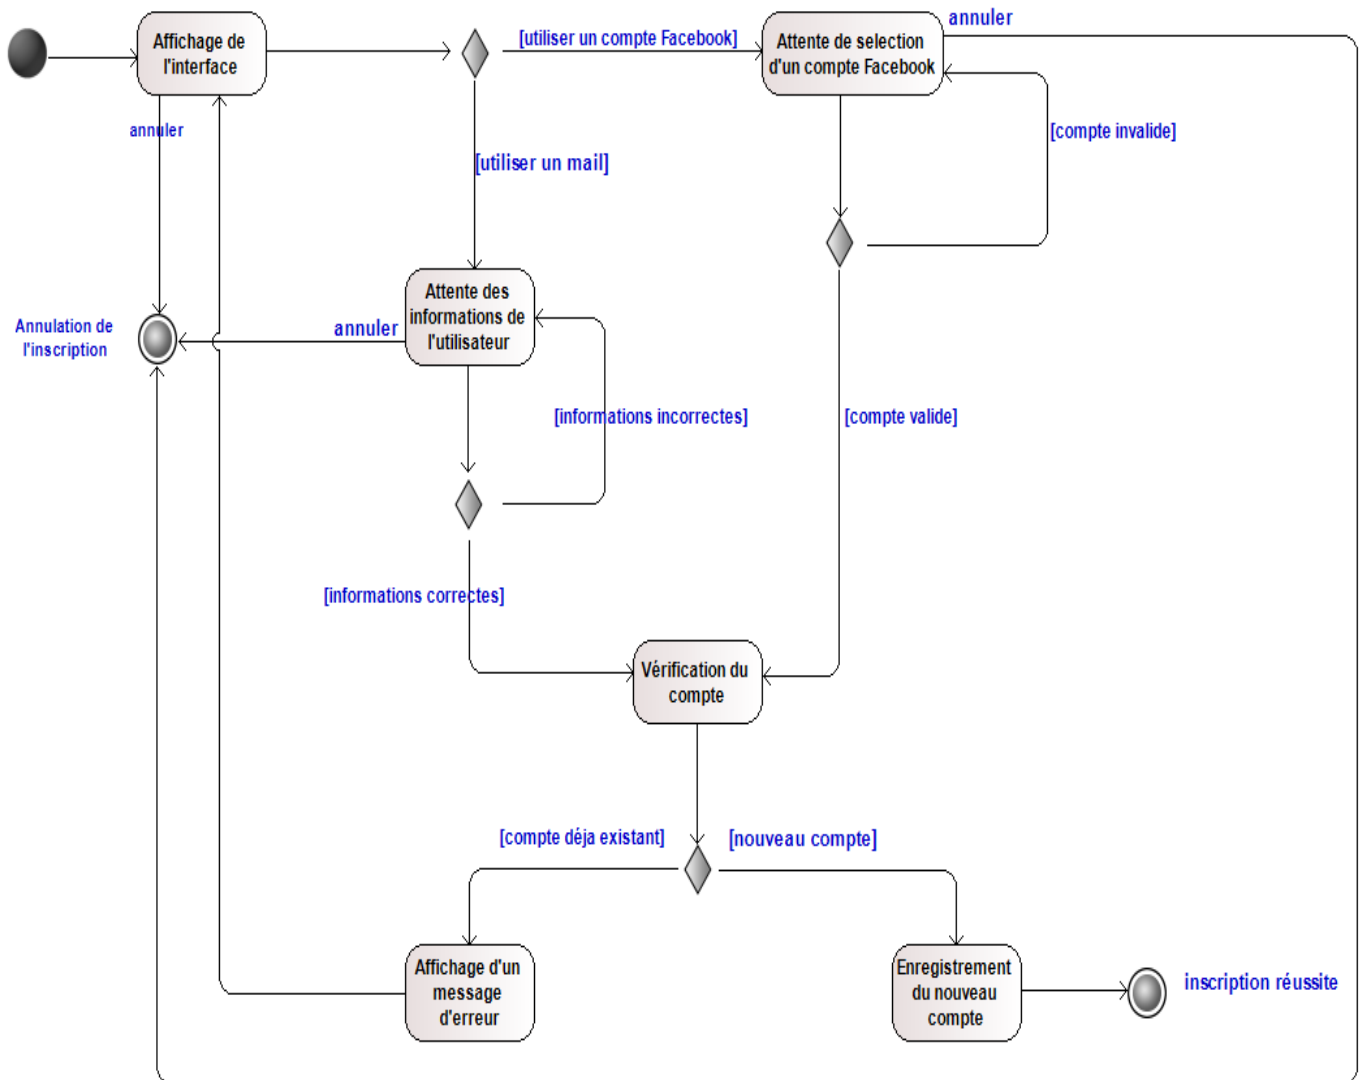 Affichage de
l'interface
[utiliser un compte Facebook]
Attente de selection
d'un compte Facebook
annuler
annuler
[compte invalide]
[utiliser un mail]
Attente des
informations de
l'utilisateur
annuler
Annulation de
l'inscription
[informations incorrectes]
[compte valide]
[informations correctes]
Vérification du
compte
[compte déja existant]
[nouveau compte]
Affichage d'un
message
d'erreur
Enregistrement
du nouveau
compte
inscription réussite